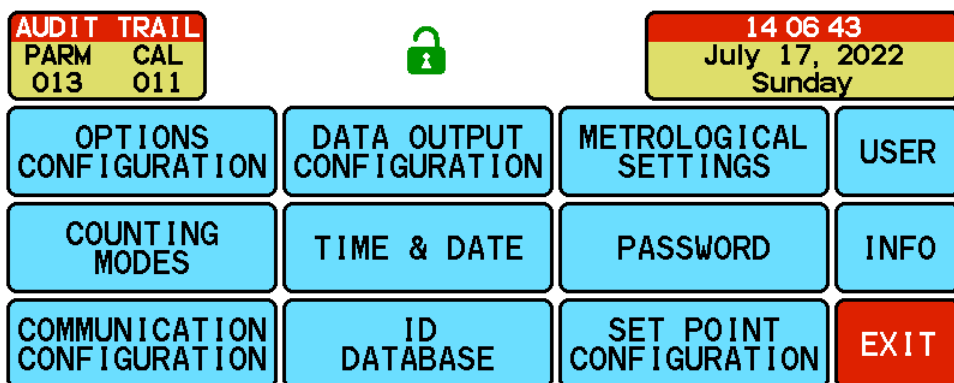 AUDIT TRAIL
PARM CAL
013 011
14 06 43
July 17, 2022
Sunday
OPTIONS
CONFIGURATION
DATA OUTPUT
CONFIGURATION
METROLOGICAL
SETTINGS
USER
COUNTING
MODES
TIME & DATE
PASSWORD
INFO
COMMUNICATION
CONFIGURATION
ID
DATABASE
SET POINT
CONFIGURATION
EXIT